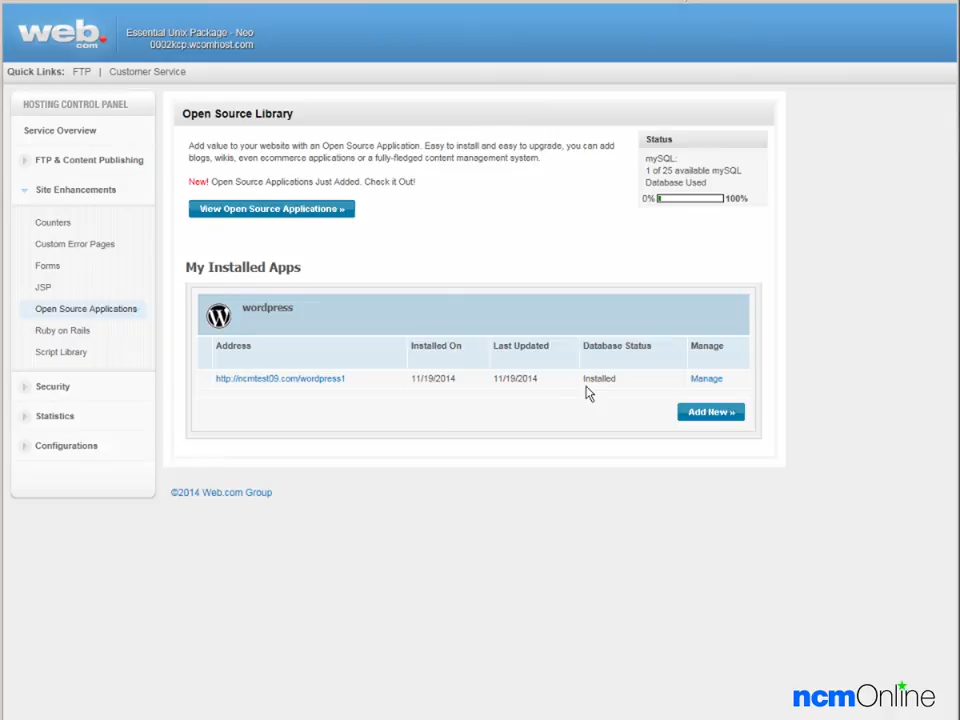 web.com
Essential Unix Package - Neo
0002kcp.wcomhost.com
Quick Links: FTP | Customer Service
HOSTING CONTROL PANEL
Service Overview
FTP & Content Publishing
Site Enhancements
Counters
Custom Error Pages
Forms
JSP
Open Source Applications
Ruby on Rails
Script Library
Security
Statistics
Configurations
Open Source Library
Add value to your website with an Open Source Application. Easy to install and easy to upgrade, you can add
blogs, wikis, even ecommerce applications or a fully-fledged content management system.
New! Open Source Applications Just Added. Check it Out!
View Open Source Applications »
Status
mySQL:
1 of 25 available mySQL
Database Used
0% 100%
My Installed Apps
wordpress
Address Installed On Last Updated Database Status Manage
http://ncmtest09.com/wordpress1 11/19/2014 11/19/2014 Installed Manage
Add New »
©2014 Web.com Group
ncmOnline